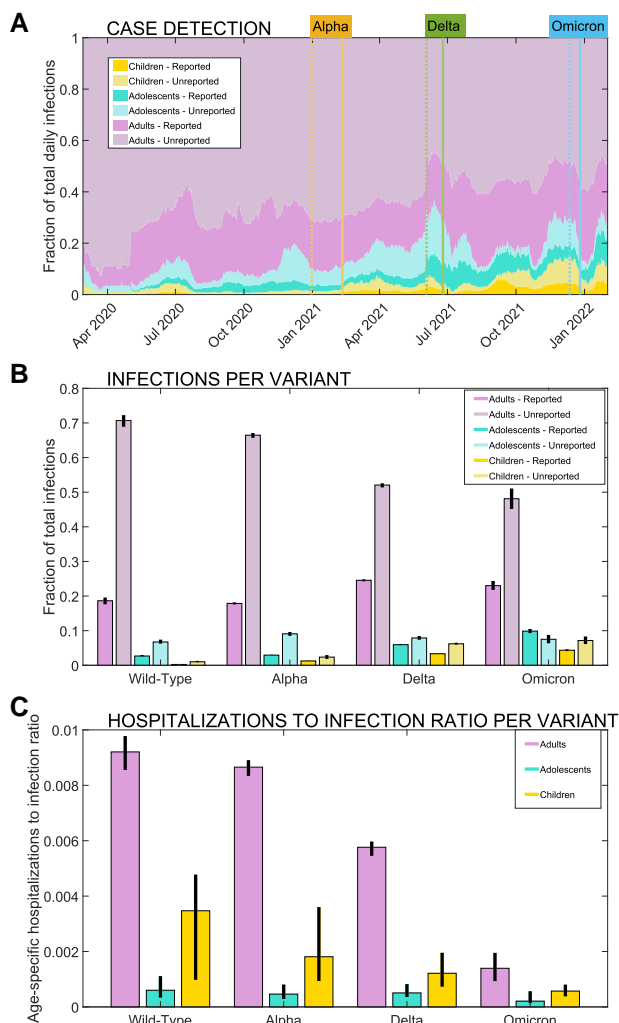 A
CASE DETECTION
Alpha
Delta
Omicron
Fraction of total daily infections
1
0.8
0.6
0.4
0.2
0
Children - Reported
Children - Unreported
Adolescents - Reported
Adolescents - Unreported
Adults - Reported
Adults - Unreported
Apr 2020
Jul 2020
Oct 2020
Jan 2021
Apr 2021
Jul 2021
Oct 2021
Jan 2022
B
INFECTIONS PER VARIANT
Fraction of total infections
0.8
0.7
0.6
0.5
0.4
0.3
0.2
0.1
0
Adults - Reported
Adults - Unreported
Adolescents - Reported
Adolescents - Unreported
Children - Reported
Children - Unreported
Wild-Type
Alpha
Delta
Omicron
C
HOSPITALIZATIONS TO INFECTION RATIO PER VARIANT
Age-specific hospitalizations to infection ratio
0.01
0.008
0.006
0.004
0.002
0
Adults
Adolescents
Children
Wild-Type
Alpha
Delta
Omicron